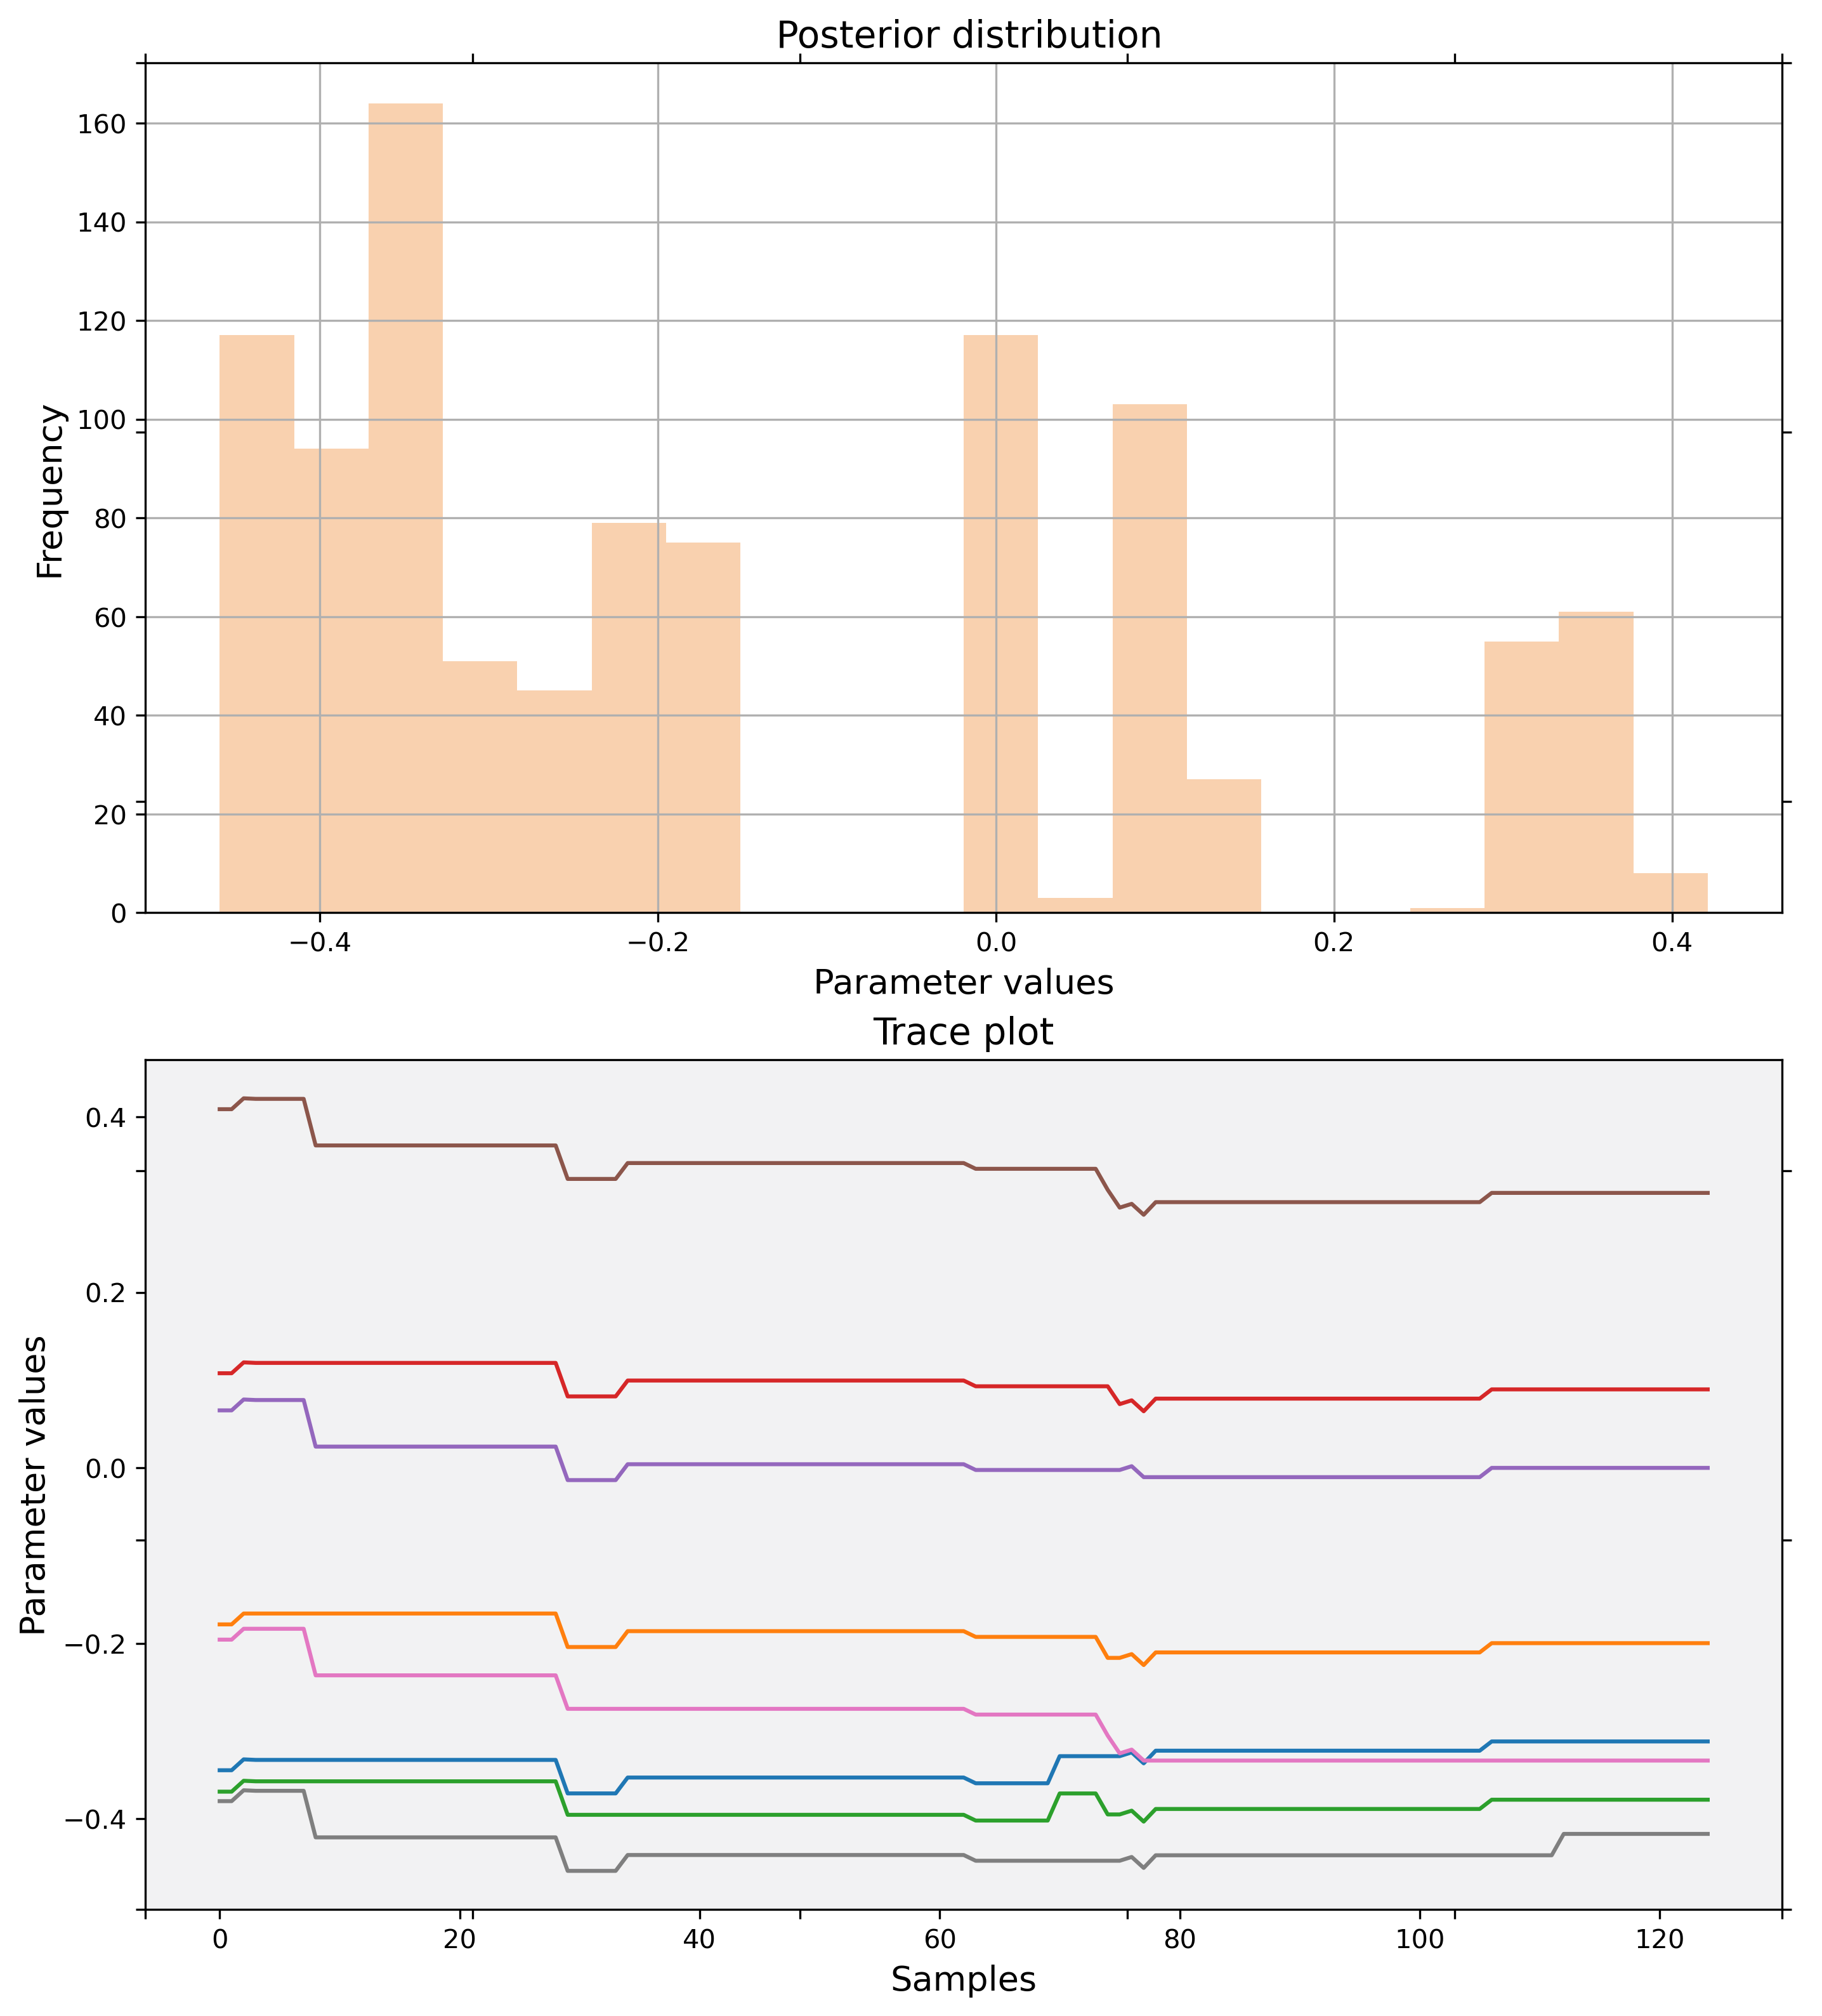 Posterior distribution
160
140
120
100
80
60
40
20
0
Frequency
−0.4 −0.2 0.0 0.2 0.4
Parameter values
Trace plot
0.4
0.2
0.0
−0.2
−0.4
Parameter values
0 20 40 60 80 100 120
Samples